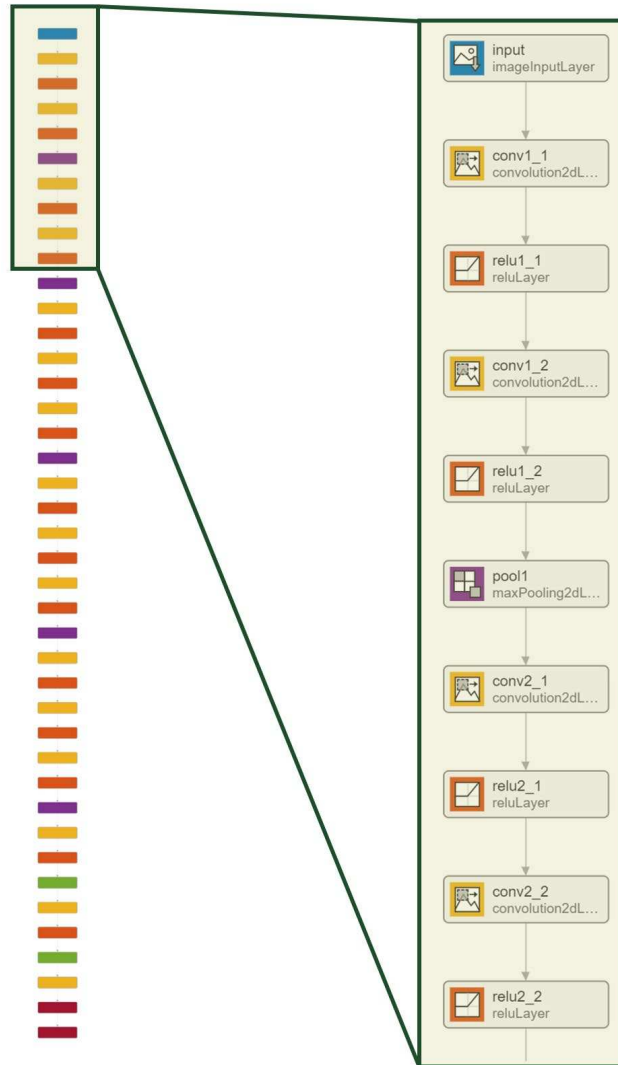 input
imageInputLayer
conv1_1
convolution2dL...
relu1_1
reluLayer
conv1_2
convolution2dL...
relu1_2
reluLayer
pool1
maxPooling2dL...
conv2_1
convolution2dL...
relu2_1
reluLayer
conv2_2
convolution2dL...
relu2_2
reluLayer